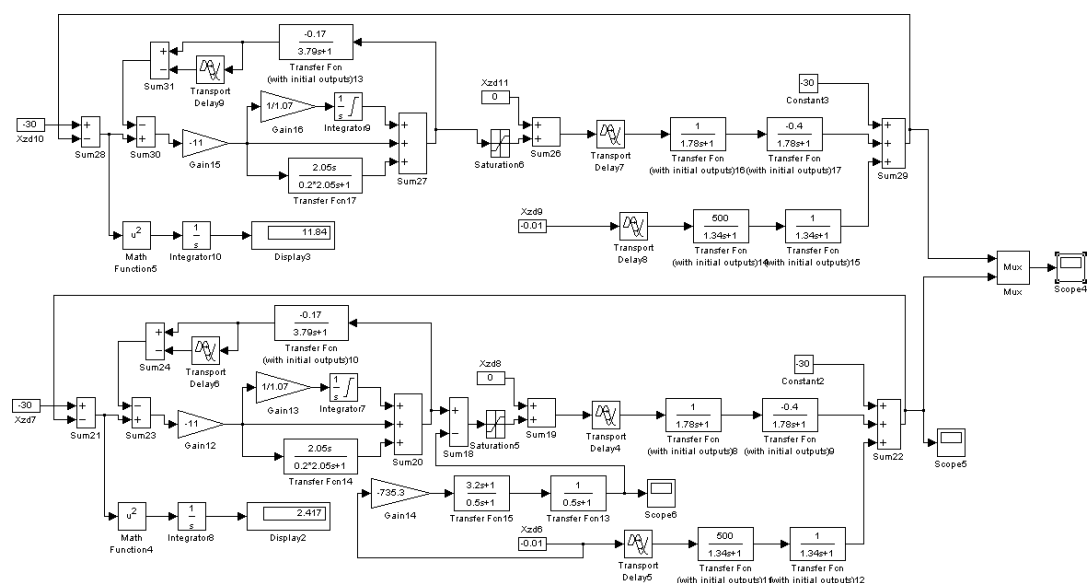 -0.17
3.79s+1
Transfer Fcn
(with initial outputs)13
+
−
Sum31
Transport
Delay9
-30
Xzd10
+
−
Sum28
−
+
Sum30
-11
Gain15
1/1.07
Gain16
1
s
Integrator9
2.05s
0.2*2.05s+1
Transfer Fcn17
+
+
+
Sum27
Saturation6
Xzd11
0
+
+
Sum26
Transport
Delay7
1
1.78s+1
Transfer Fcn
(with initial outputs)16
-0.4
1.78s+1
Transfer Fcn
(with initial outputs)17
-30
Constant3
+
+
+
Sum29
u²
Math
Function5
1
s
Integrator10
11.84
Display3
Xzd9
-0.01
Transport
Delay8
500
1.34s+1
Transfer Fcn
(with initial outputs)14
1
1.34s+1
Transfer Fcn
(with initial outputs)15
Mux
Mux
Scope4
-0.17
3.79s+1
Transfer Fcn
(with initial outputs)10
+
−
Sum24
Transport
Delay6
-30
Xzd7
+
−
Sum21
−
+
Sum23
-11
Gain12
1/1.07
Gain13
1
s
Integrator7
2.05s
0.2*2.05s+1
Transfer Fcn14
+
+
+
Sum20
+
−
Sum18
Saturation5
Xzd8
0
+
+
Sum19
Transport
Delay4
1
1.78s+1
Transfer Fcn
(with initial outputs)8
-0.4
1.78s+1
Transfer Fcn
(with initial outputs)9
-30
Constant2
+
+
+
Sum22
Scope5
u²
Math
Function4
1
s
Integrator8
2.417
Display2
-735.3
Gain14
3.2s+1
0.5s+1
Transfer Fcn15
1
0.5s+1
Transfer Fcn13
Scope6
Xzd6
-0.01
Transport
Delay5
500
1.34s+1
Transfer Fcn
(with initial outputs)11
1
1.34s+1
Transfer Fcn
(with initial outputs)12